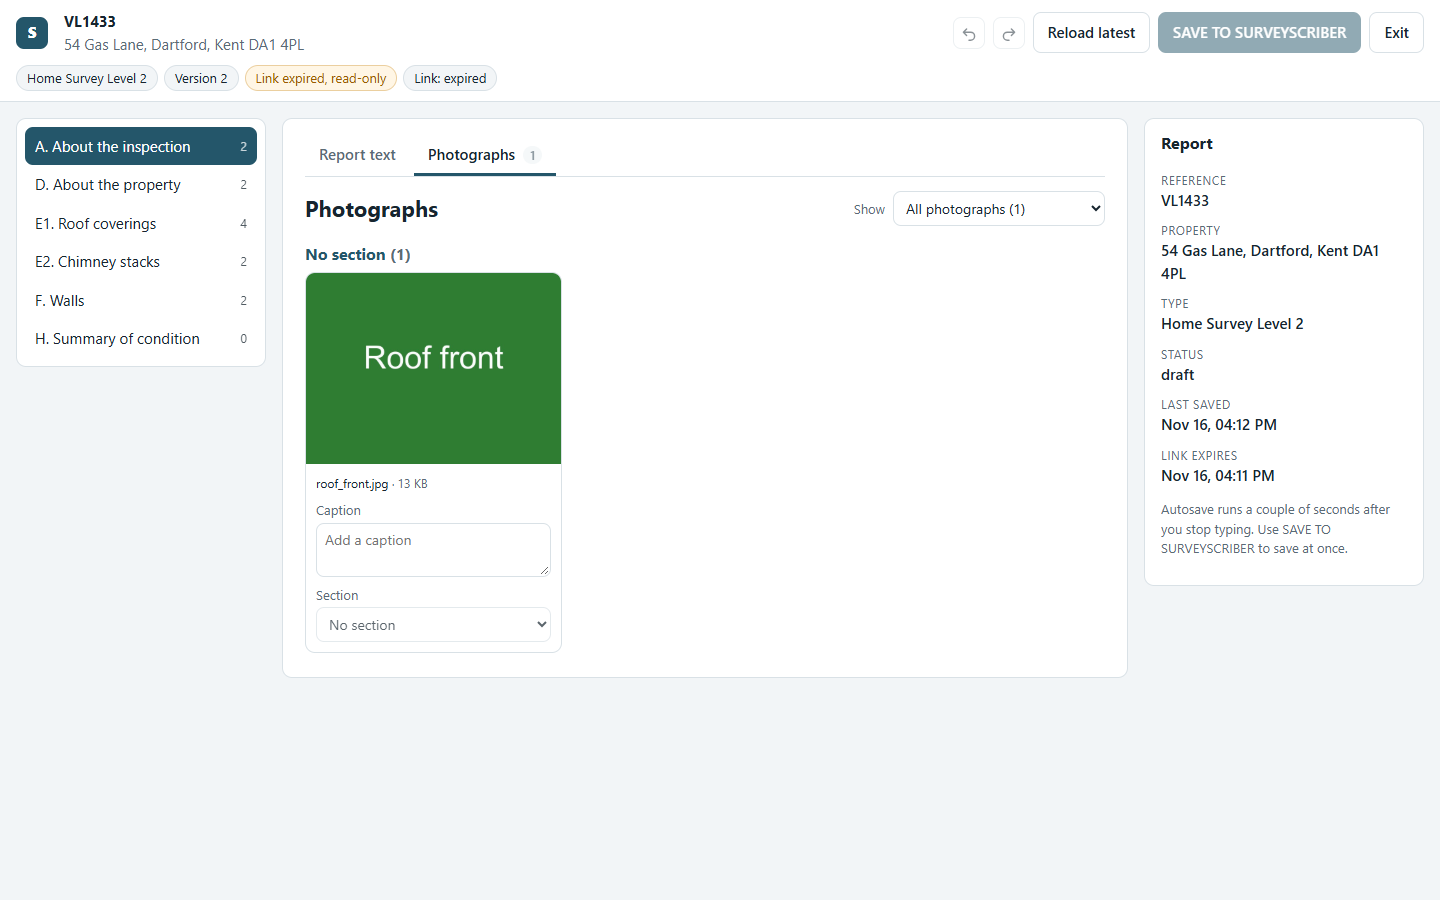 S
VL1433
54 Gas Lane, Dartford, Kent DA1 4PL
Reload latest
SAVE TO SURVEYSCRIBER
Exit
Home Survey Level 2
Version 2
Link expired, read-only
Link: expired
A. About the inspection 2
D. About the property 2
E1. Roof coverings 4
E2. Chimney stacks 2
F. Walls 2
H. Summary of condition 0
Report text
Photographs 1
Photographs
Show
All photographs (1)
No section (1)
Roof front
roof_front.jpg · 13 KB
Caption
Add a caption
Section
No section
Report
REFERENCE
VL1433
PROPERTY
54 Gas Lane, Dartford, Kent DA1
4PL
TYPE
Home Survey Level 2
STATUS
draft
LAST SAVED
Nov 16, 04:12 PM
LINK EXPIRES
Nov 16, 04:11 PM
Autosave runs a couple of seconds after
you stop typing. Use SAVE TO
SURVEYSCRIBER to save at once.